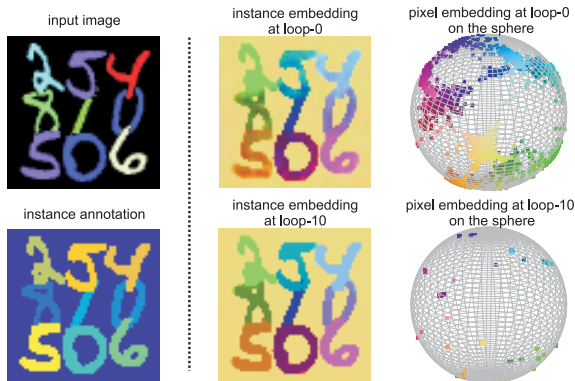 input image
instance embedding
at loop-0
pixel embedding at loop-0
on the sphere
instance annotation
instance embedding
at loop-10
pixel embedding at loop-10
on the sphere